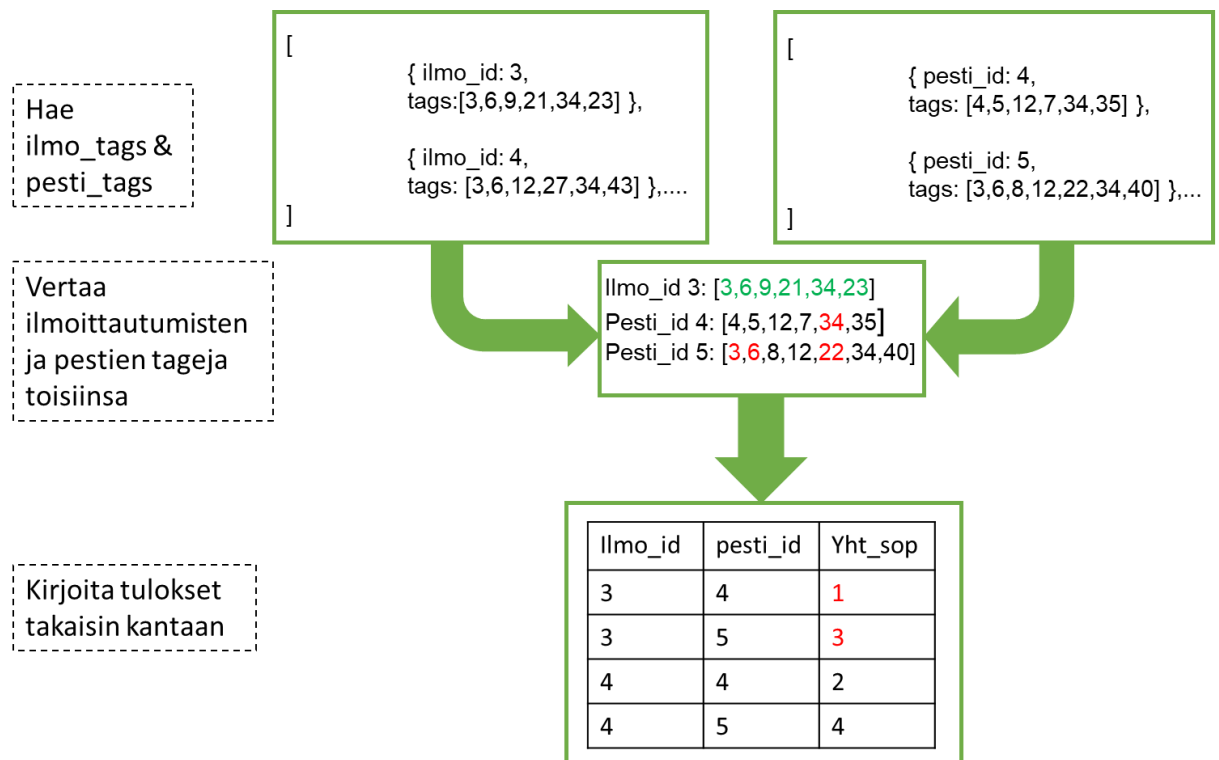 Hae
ilmo_tags &
pesti_tags
[
{ ilmo_id: 3,
tags:[3,6,9,21,34,23] },
{ ilmo_id: 4,
tags: [3,6,12,27,34,43] },....
]
[
{ pesti_id: 4,
tags: [4,5,12,7,34,35] },
{ pesti_id: 5,
tags: [3,6,8,12,22,34,40] },...
]
Vertaa
ilmoittautumisten
ja pestien tageja
toisiinsa
Ilmo_id 3: [3,6,9,21,34,23]
Pesti_id 4: [4,5,12,7,34,35]
Pesti_id 5: [3,6,8,12,22,34,40]
Kirjoita tulokset
takaisin kantaan
Ilmo_id pesti_id Yht_sop
3 4 1
3 5 3
4 4 2
4 5 4